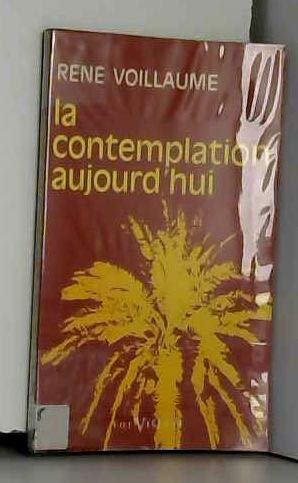 RENE VOILLAUME
la
contemplation
aujourd'hui